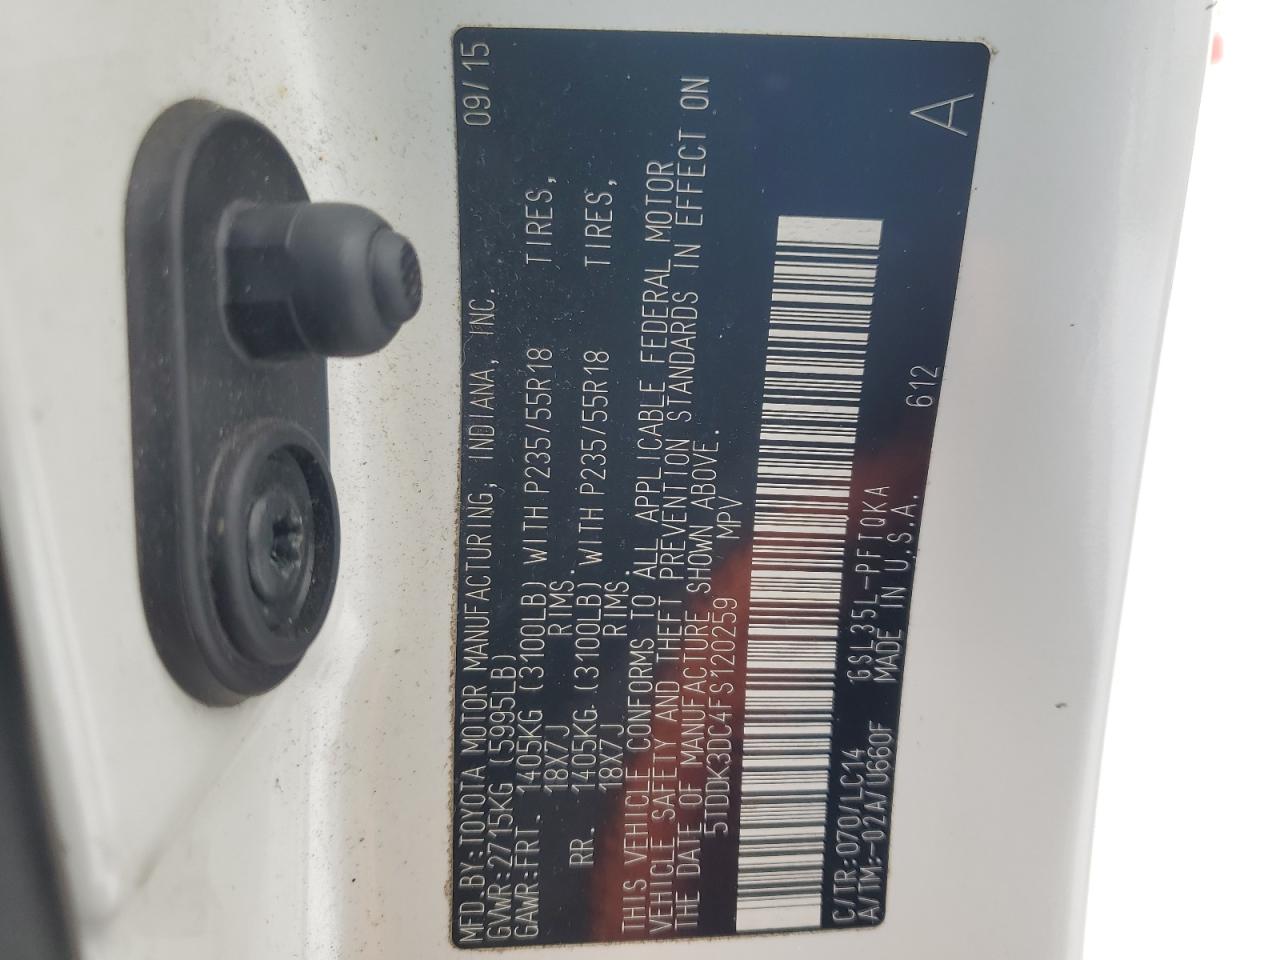 MFD.BY:TOYOTA MOTOR MANUFACTURING, INDIANA, INC. 09/15
GVWR:2715KG (5995LB)
GAWR:FRT. 1405KG (3100LB) WITH P235/55R18 TIRES,
18X7J RIMS.
RR. 1405KG (3100LB) WITH P235/55R18 TIRES,
18X7J RIMS.
THIS VEHICLE CONFORMS TO ALL APPLICABLE FEDERAL MOTOR
VEHICLE SAFETY AND THEFT PREVENTION STANDARDS IN EFFECT ON
THE DATE OF MANUFACTURE SHOWN ABOVE.
5TDDK3DC4FS120259 MPV
C/TR:070/LC14 GSL35L-PFTQKA 612 A
A/TM:-02A/U660F MADE IN U.S.A.